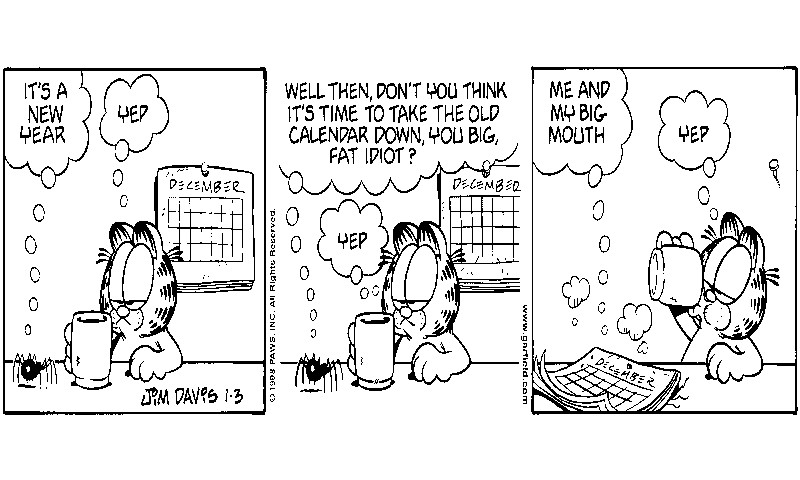 IT'S A
NEW
YEAR
YEP
DECEMBER
JIM DAVIS 1·3
© 1998 PAWS, INC. All Rights Reserved.
WELL THEN, DON'T YOU THINK
IT'S TIME TO TAKE THE OLD
CALENDAR DOWN, YOU BIG,
FAT IDIOT?
YEP
DECEMBER
www.garfield.com
ME AND
MY BIG
MOUTH
YEP
DECEMBER